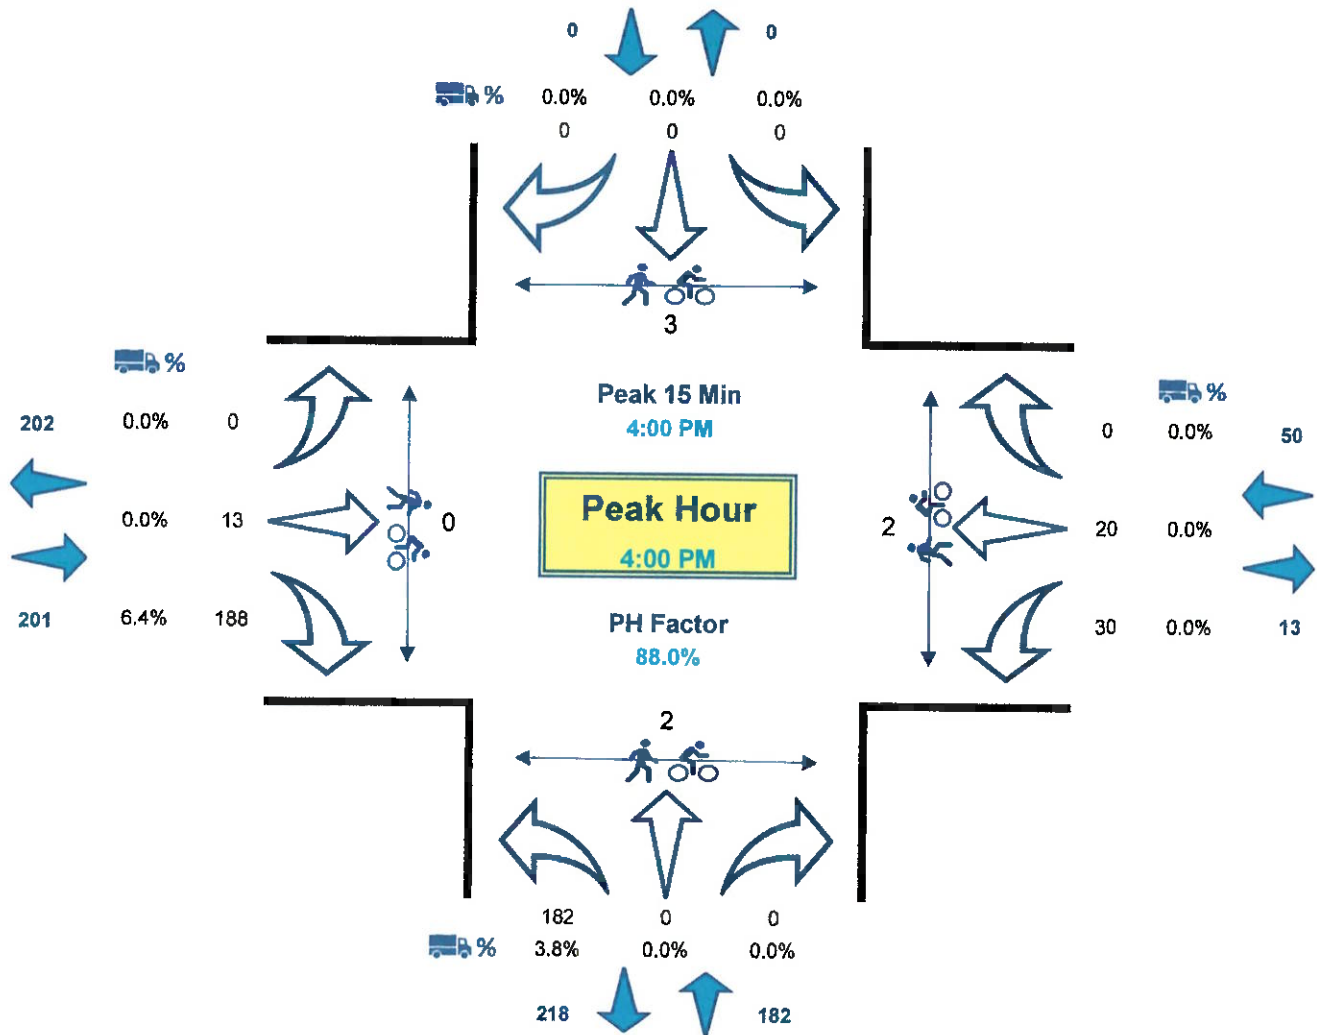 0 0
% 0.0% 0.0% 0.0%
0 0 0
3
%
202 0.0% 0
0.0% 13
201 6.4% 188
0
Peak 15 Min
4:00 PM
Peak Hour
4:00 PM
PH Factor
88.0%
2
%
0 0.0% 50
20 0.0%
30 0.0% 13
2
182 0 0
% 3.8% 0.0% 0.0%
218 182